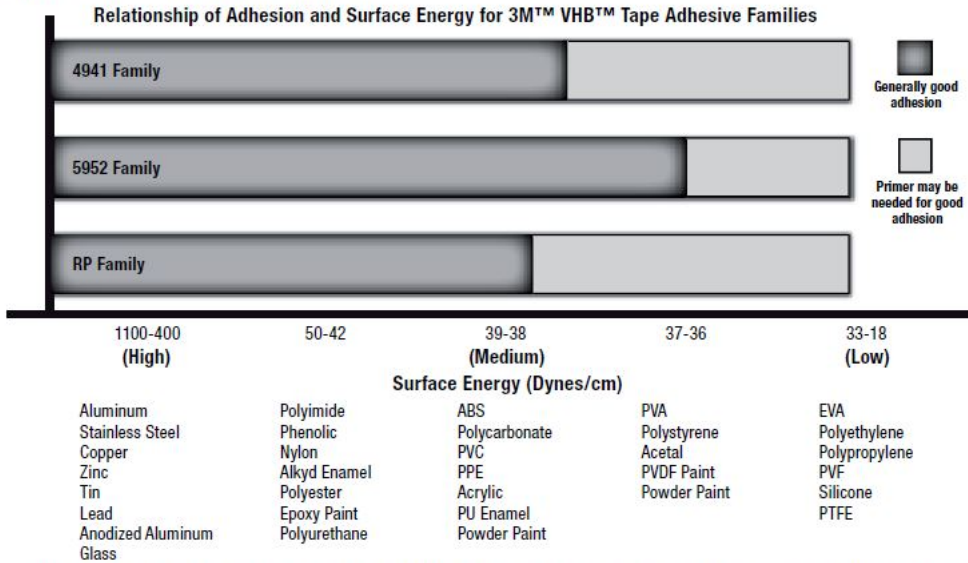 Relationship of Adhesion and Surface Energy for 3M™ VHB™ Tape Adhesive Families
4941 Family
5952 Family
RP Family
Generally good
adhesion
Primer may be
needed for good
adhesion
1100-400 50-42 39-38 37-36 33-18
(High) (Medium) (Low)
Surface Energy (Dynes/cm)
Aluminum Polyimide ABS PVA EVA
Stainless Steel Phenolic Polycarbonate Polystyrene Polyethylene
Copper Nylon PVC Acetal Polypropylene
Zinc Alkyd Enamel PPE PVDF Paint PVF
Tin Polyester Acrylic Powder Paint Silicone
Lead Epoxy Paint PU Enamel PTFE
Anodized Aluminum Polyurethane Powder Paint
Glass